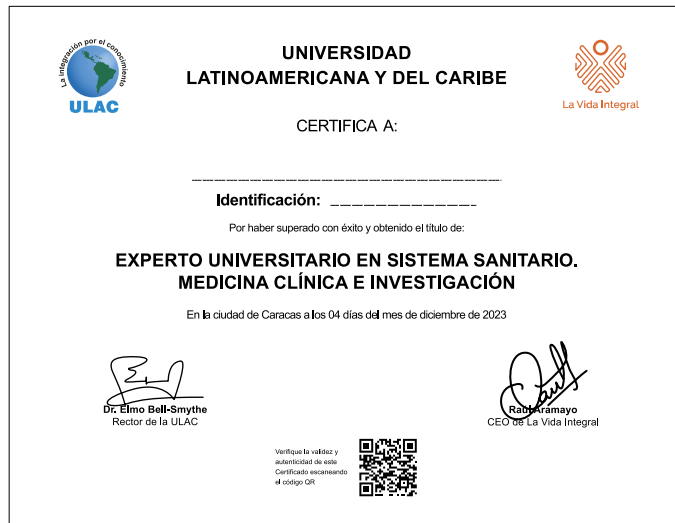 La integración por el conocimiento
ULAC
UNIVERSIDAD
LATINOAMERICANA Y DEL CARIBE
La Vida Integral
CERTIFICA A:
Identificación:
Por haber superado con éxito y obtenido el título de:
EXPERTO UNIVERSITARIO EN SISTEMA SANITARIO.
MEDICINA CLÍNICA E INVESTIGACIÓN
En la ciudad de Caracas a los 04 días del mes de diciembre de 2023
Dr. Elmo Bell-Smythe
Rector de la ULAC
Raúl Aramayo
CEO de La Vida Integral
Verifique la validez y
autenticidad de este
Certificado escaneando
el código QR